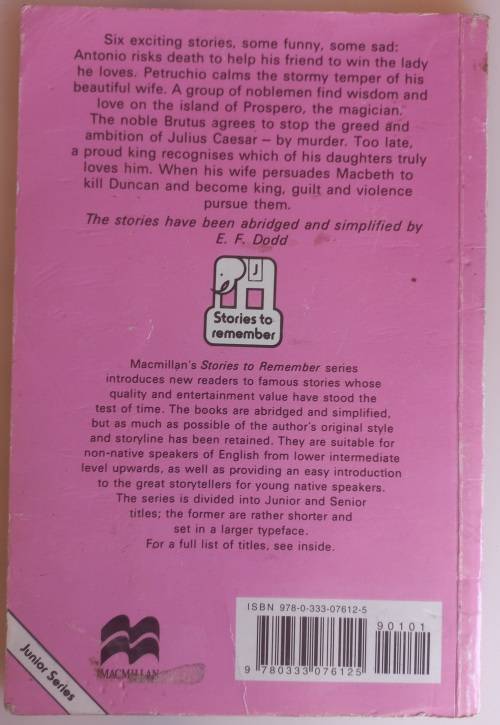 Six exciting stories, some funny, some sad:
Antonio risks death to help his friend to win the lady
he loves. Petruchio calms the stormy temper of his
beautiful wife. A group of noblemen find wisdom and
love on the island of Prospero, the magician.
The noble Brutus agrees to stop the greed and
ambition of Julius Caesar – by murder. Too late,
a proud king recognises which of his daughters truly
loves him. When his wife persuades Macbeth to
kill Duncan and become king, guilt and violence
pursue them.
The stories have been abridged and simplified by
E. F. Dodd
J
Stories to
remember
Macmillan's Stories to Remember series
introduces new readers to famous stories whose
quality and entertainment value have stood the
test of time. The books are abridged and simplified,
but as much as possible of the author's original style
and storyline has been retained. They are suitable for
non-native speakers of English from lower intermediate
level upwards, as well as providing an easy introduction
to the great storytellers for young native speakers.
The series is divided into Junior and Senior
titles; the former are rather shorter and
set in a larger typeface.
For a full list of titles, see inside.
Junior Series
MACMILLAN
ISBN 978-0-333-07612-5
90101
9 780333 076125